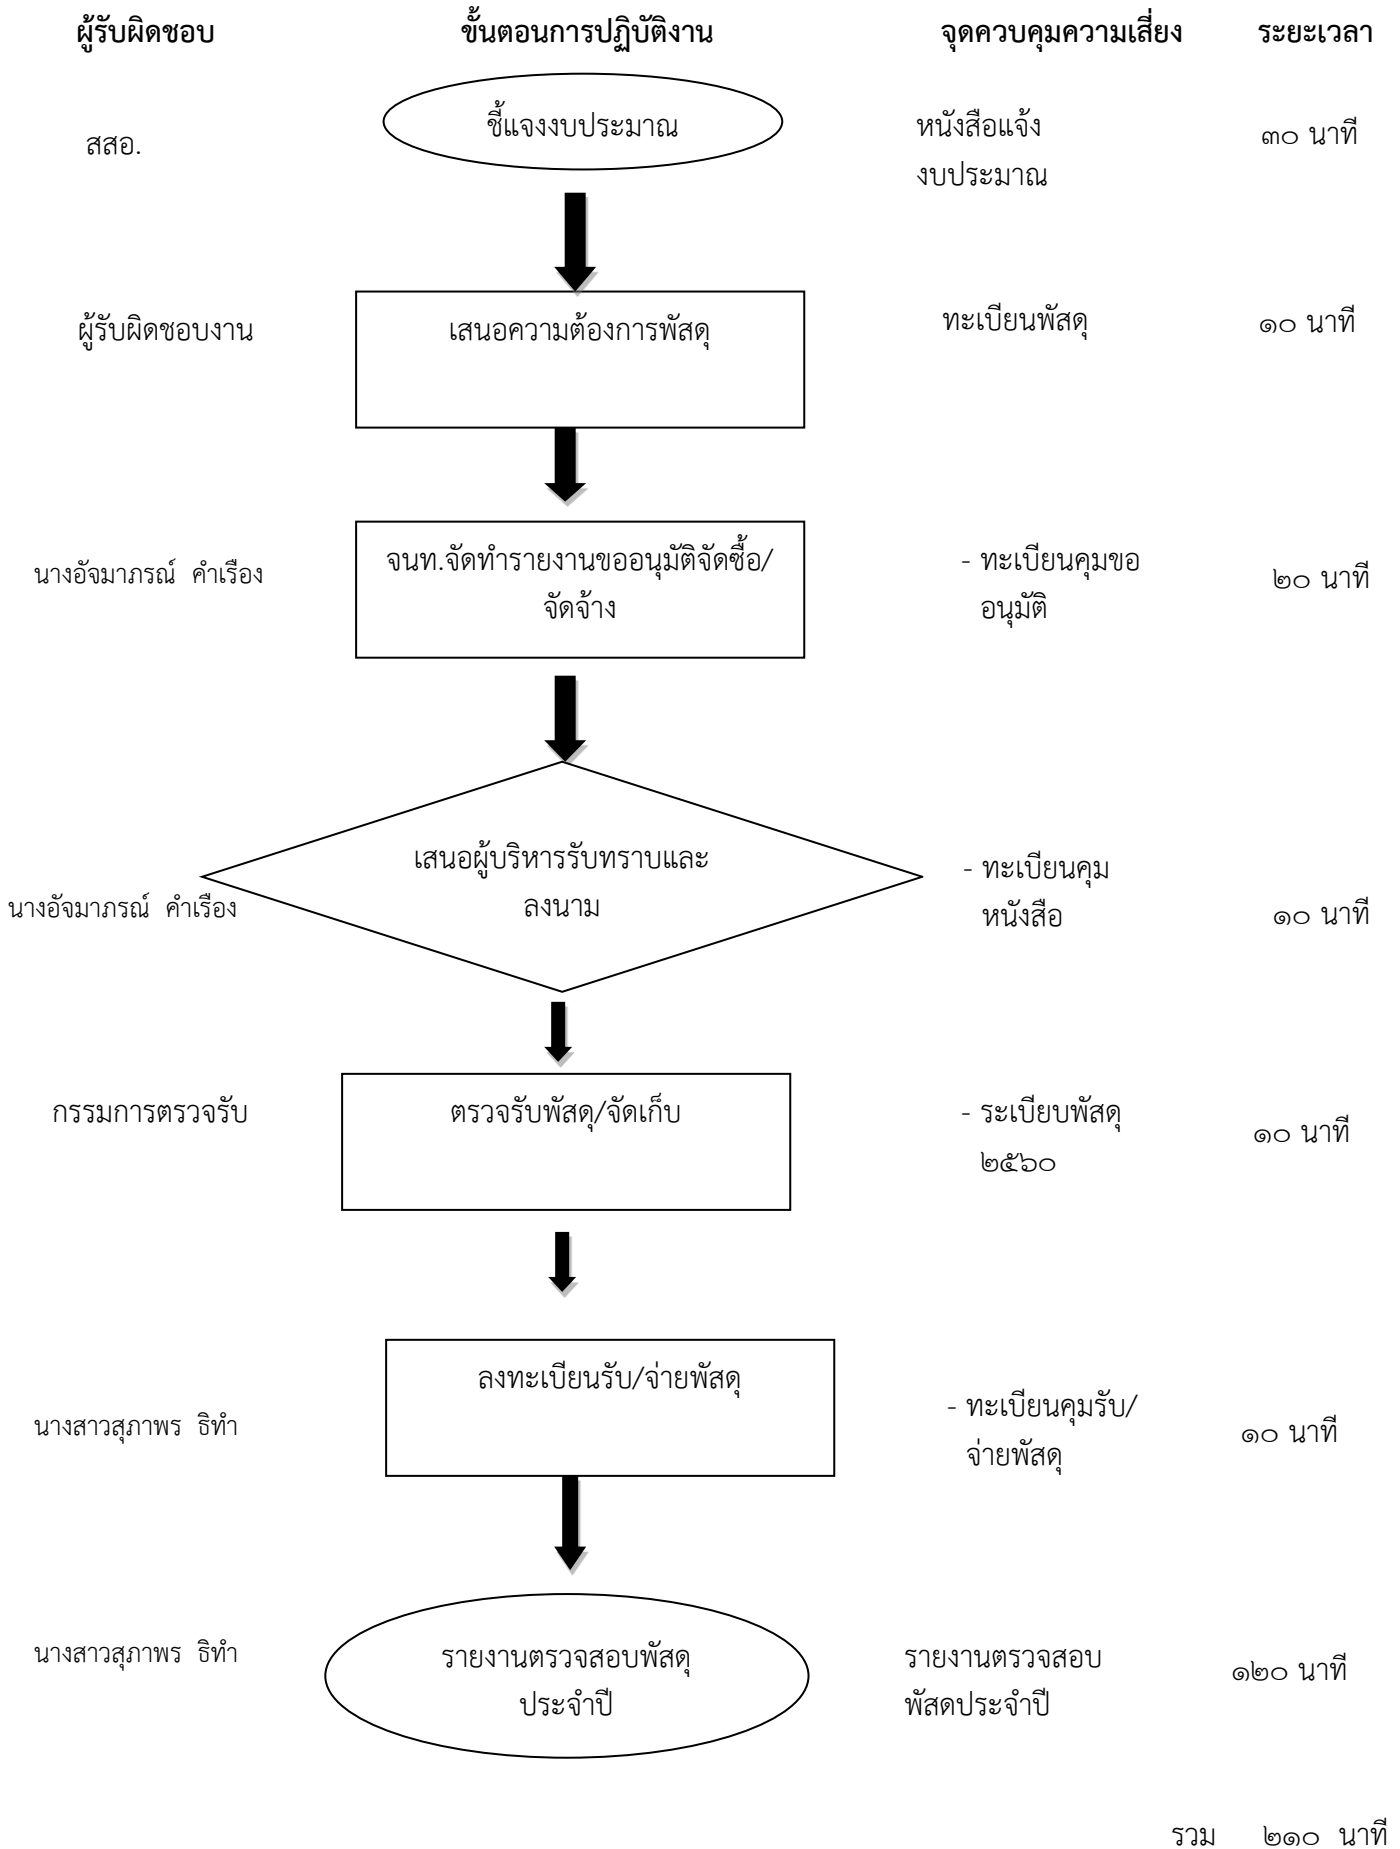 ผู้รับผิดชอบ ขั้นตอนการปฏิบัติงาน จุดควบคุมความเสี่ยง ระยะเวลา
สสอ. ชี้แจงงบประมาณ หนังสือแจ้ง ๓๐ นาที
งบประมาณ
ผู้รับผิดชอบงาน เสนอความต้องการพัสดุ ทะเบียนพัสดุ ๑๐ นาที
นางอัจมาภรณ์ คำเรือง จนท.จัดทำรายงานขออนุมัติจัดซื้อ/ - ทะเบียนคุมขอ ๒๐ นาที
จัดจ้าง อนุมัติ
เสนอผู้บริหารรับทราบและ - ทะเบียนคุม
นางอัจมาภรณ์ คำเรือง ลงนาม หนังสือ ๑๐ นาที
กรรมการตรวจรับ ตรวจรับพัสดุ/จัดเก็บ - ระเบียบพัสดุ ๑๐ นาที
๒๕๖๐
ลงทะเบียนรับ/จ่ายพัสดุ
นางสาวสุภาพร ธิทำ - ทะเบียนคุมรับ/ ๑๐ นาที
จ่ายพัสดุ
นางสาวสุภาพร ธิทำ รายงานตรวจสอบพัสดุ รายงานตรวจสอบ ๑๒๐ นาที
ประจำปี พัสดประจำปี
รวม ๒๑๐ นาที